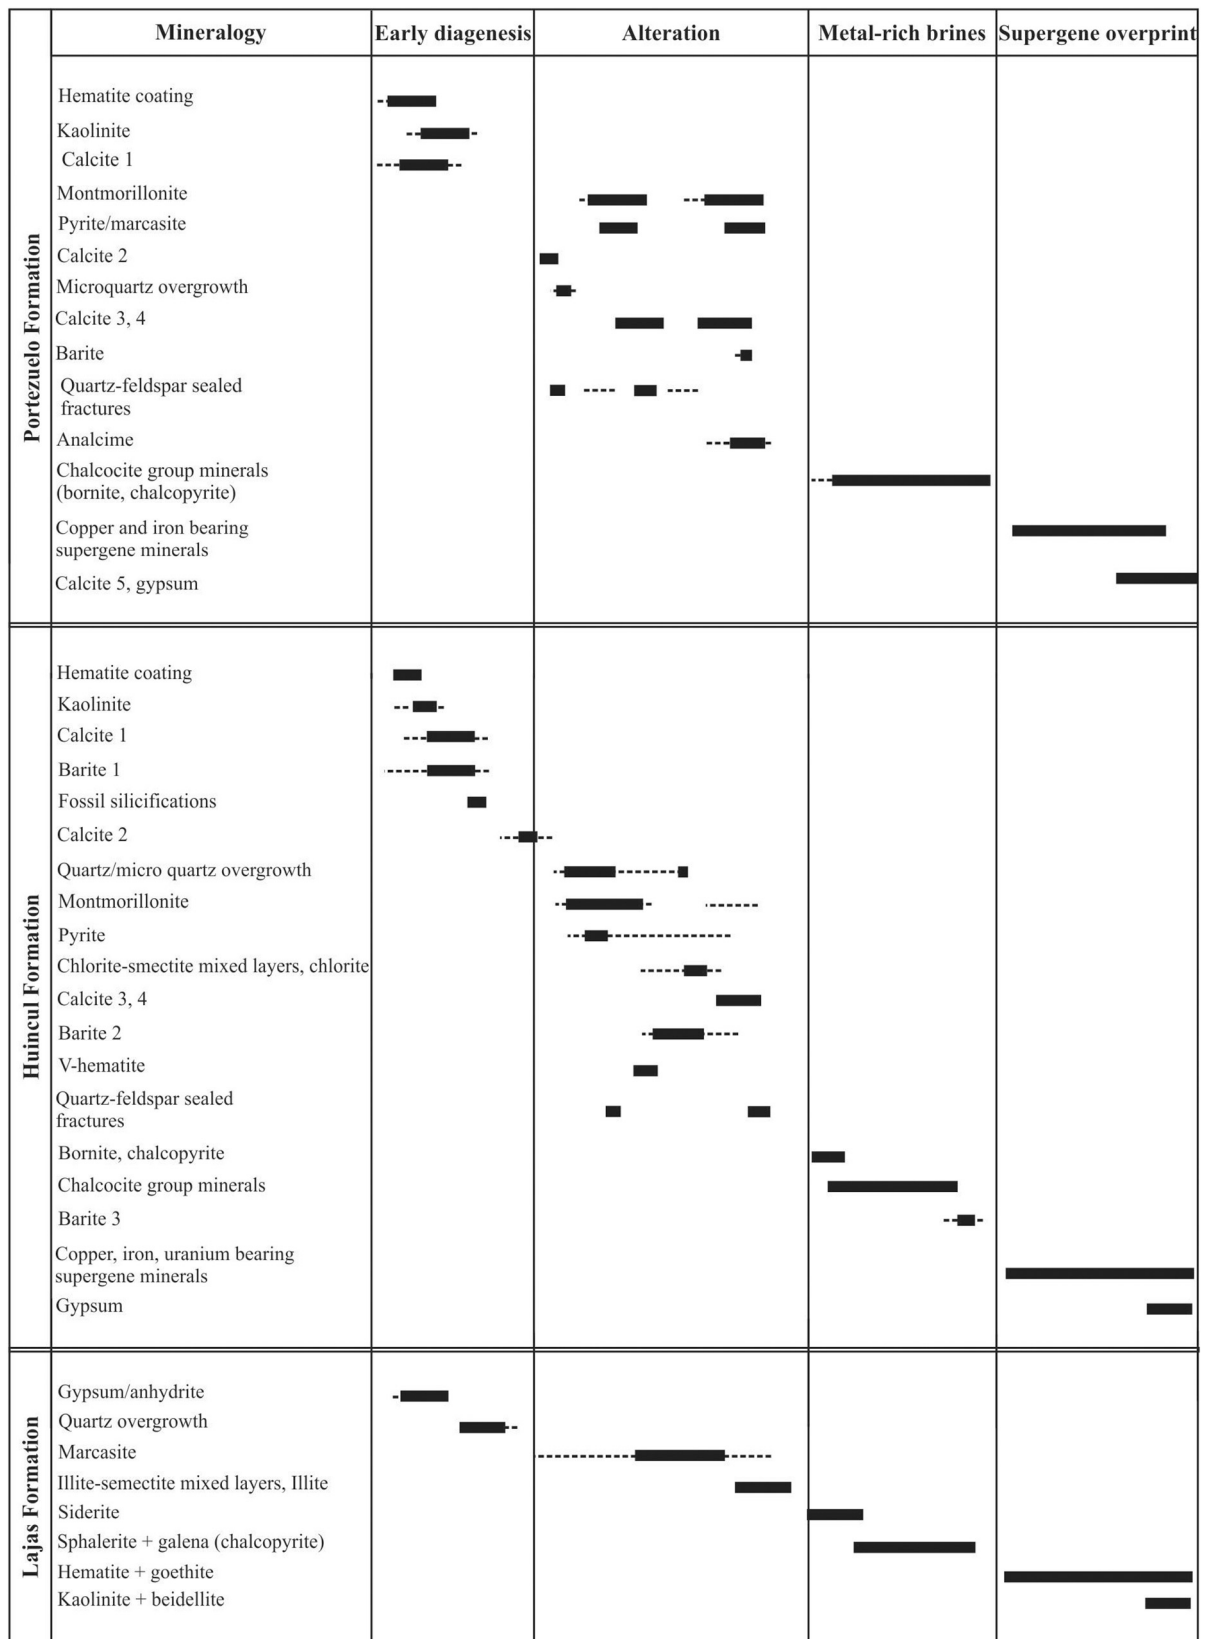 Mineralogy Early diagenesis Alteration Metal-rich brines Supergene overprint
Portezuelo Formation
Hematite coating
Kaolinite
Calcite 1
Montmorillonite
Pyrite/marcasite
Calcite 2
Microquartz overgrowth
Calcite 3, 4
Barite
Quartz-feldspar sealed
fractures
Analcime
Chalcocite group minerals
(bornite, chalcopyrite)
Copper and iron bearing
supergene minerals
Calcite 5, gypsum
Huincul Formation
Hematite coating
Kaolinite
Calcite 1
Barite 1
Fossil silicifications
Calcite 2
Quartz/micro quartz overgrowth
Montmorillonite
Pyrite
Chlorite-smectite mixed layers, chlorite
Calcite 3, 4
Barite 2
V-hematite
Quartz-feldspar sealed
fractures
Bornite, chalcopyrite
Chalcocite group minerals
Barite 3
Copper, iron, uranium bearing
supergene minerals
Gypsum
Lajas Formation
Gypsum/anhydrite
Quartz overgrowth
Marcasite
Illite-semectite mixed layers, Illite
Siderite
Sphalerite + galena (chalcopyrite)
Hematite + goethite
Kaolinite + beidellite